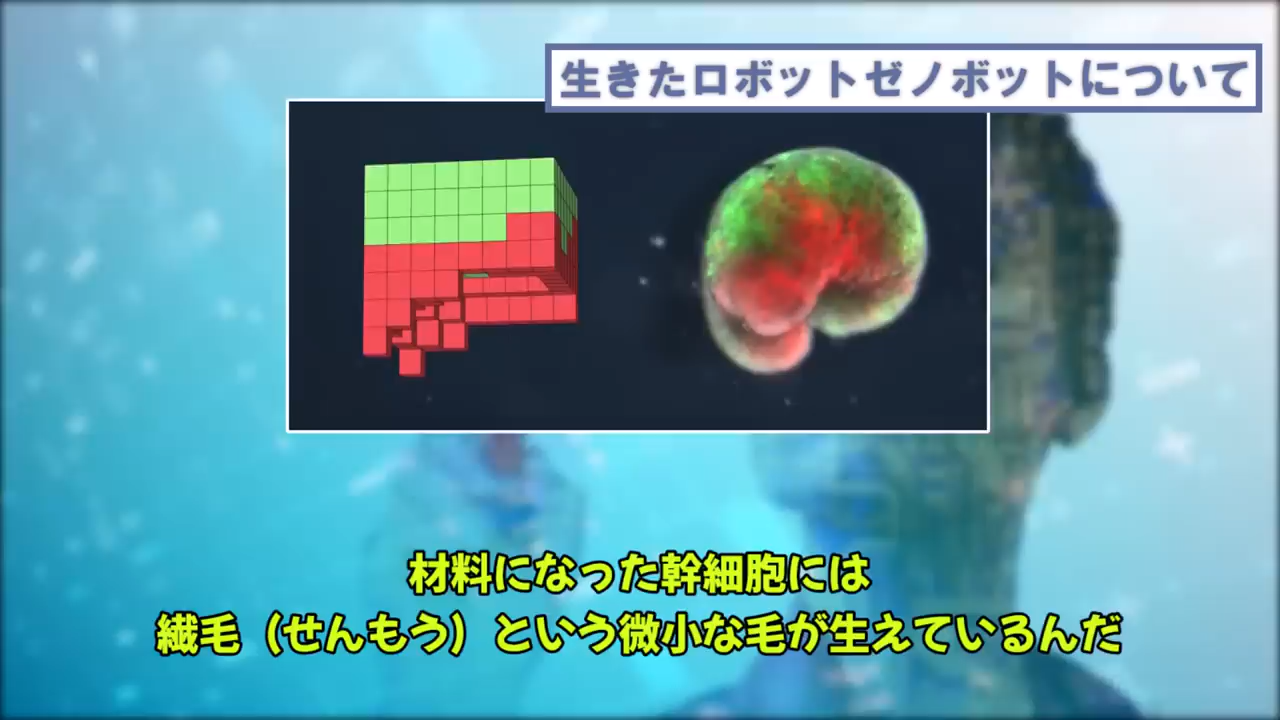 生きたロボットゼノボットについて
材料になった幹細胞には
繊毛（せんもう）という微小な毛が生えているんだ